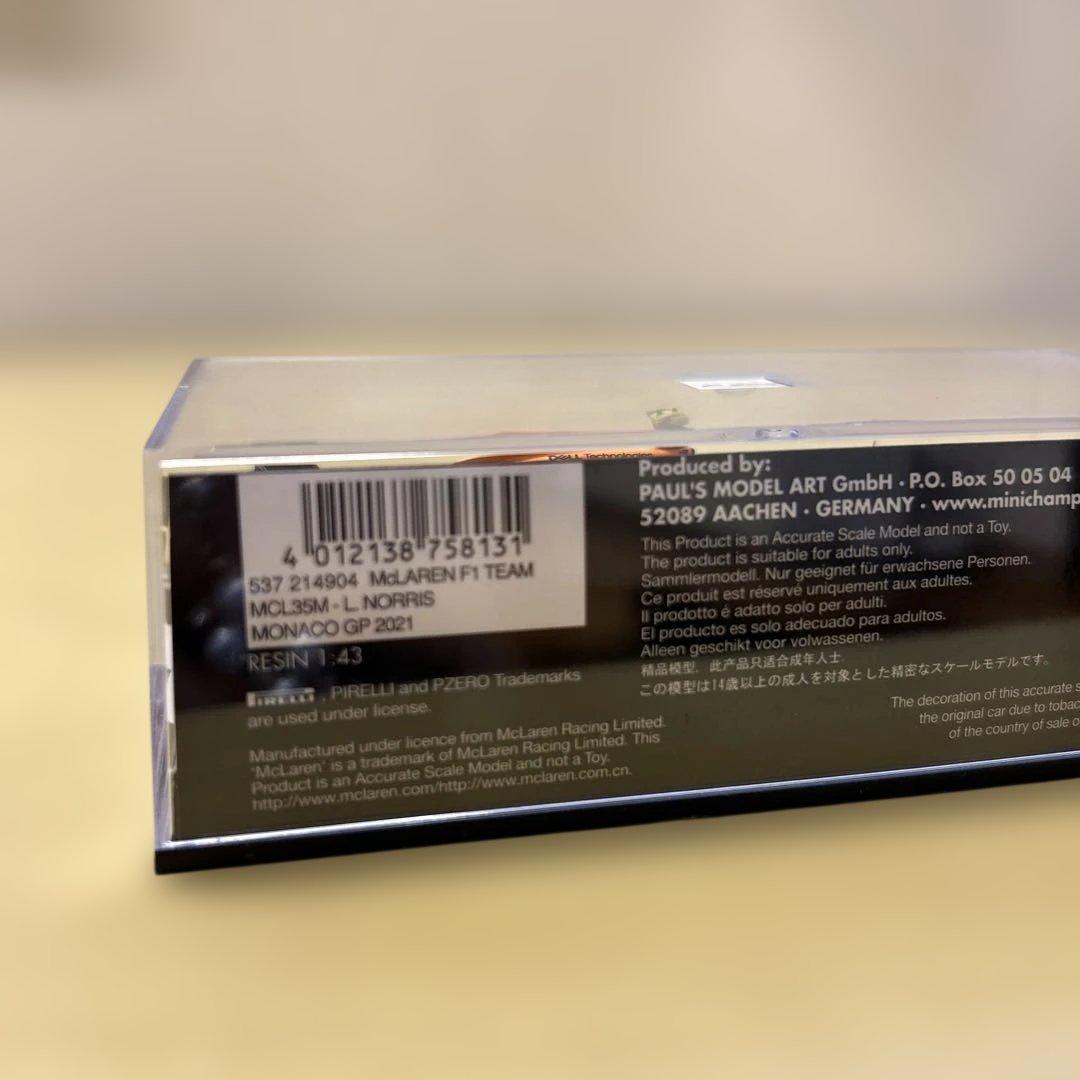 DELL Technologies
4 012138 758131
537 214904 McLAREN F1 TEAM
MCL35M - L. NORRIS
MONACO GP 2021
RESIN 1:43
PIRELLI, PIRELLI and PZERO Trademarks
are used under license.
Manufactured under licence from McLaren Racing Limited.
'McLaren' is a trademark of McLaren Racing Limited. This
Product is an Accurate Scale Model and not a Toy.
http://www.mclaren.com/http://www.mclaren.com.cn.
Produced by:
PAUL'S MODEL ART GmbH · P.O. Box 50 05 04
52089 AACHEN · GERMANY · www.minichamp
This Product is an Accurate Scale Model and not a Toy.
The product is suitable for adults only.
Sammlermodell. Nur geeignet für erwachsene Personen.
Ce produit est réservé uniquement aux adultes.
Il prodotto é adatto solo per adulti.
El producto es solo adecuado para adultos.
Alleen geschikt voor volwassenen.
精品模型，此产品只适合成年人士.
この模型は14歳以上の成人を対象とした精密なスケールモデルです。
The decoration of this accurate s
the original car due to tobac
of the country of sale o